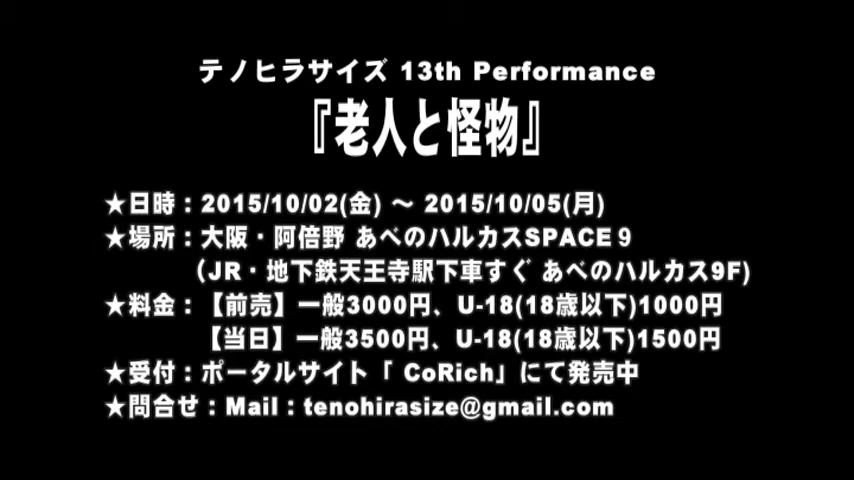 テノヒラサイズ 13th Performance
『老人と怪物』
★日時：2015/10/02(金) ～ 2015/10/05(月)
★場所：大阪・阿倍野 あべのハルカスSPACE９
（JR・地下鉄天王寺駅下車すぐ あべのハルカス9F)
★料金：【前売】一般3000円、U-18(18歳以下)1000円
【当日】一般3500円、U-18(18歳以下)1500円
★受付：ポータルサイト「 CoRich」にて発売中
★問合せ：Mail：tenohirasize@gmail.com